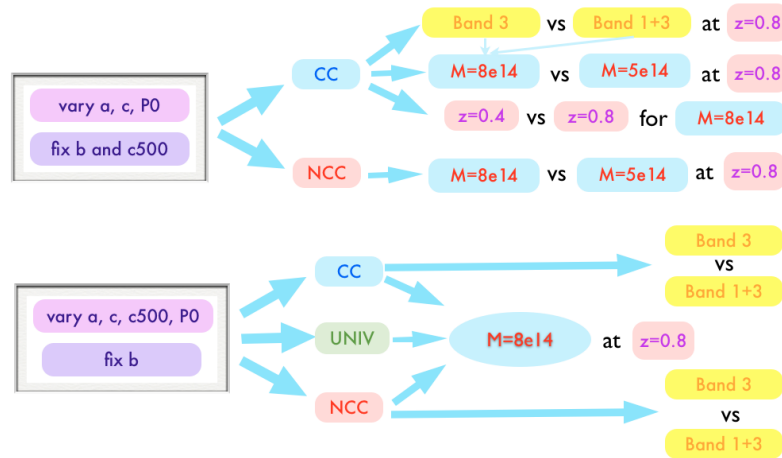 Band 3 vs Band 1+3 at z=0.8
vary a, c, P0
fix b and c500
CC
M=8e14 vs M=5e14 at z=0.8
z=0.4 vs z=0.8 for M=8e14
NCC
M=8e14 vs M=5e14 at z=0.8
vary a, c, c500, P0
fix b
CC
Band 3
vs
Band 1+3
UNIV
M=8e14 at z=0.8
NCC
Band 3
vs
Band 1+3